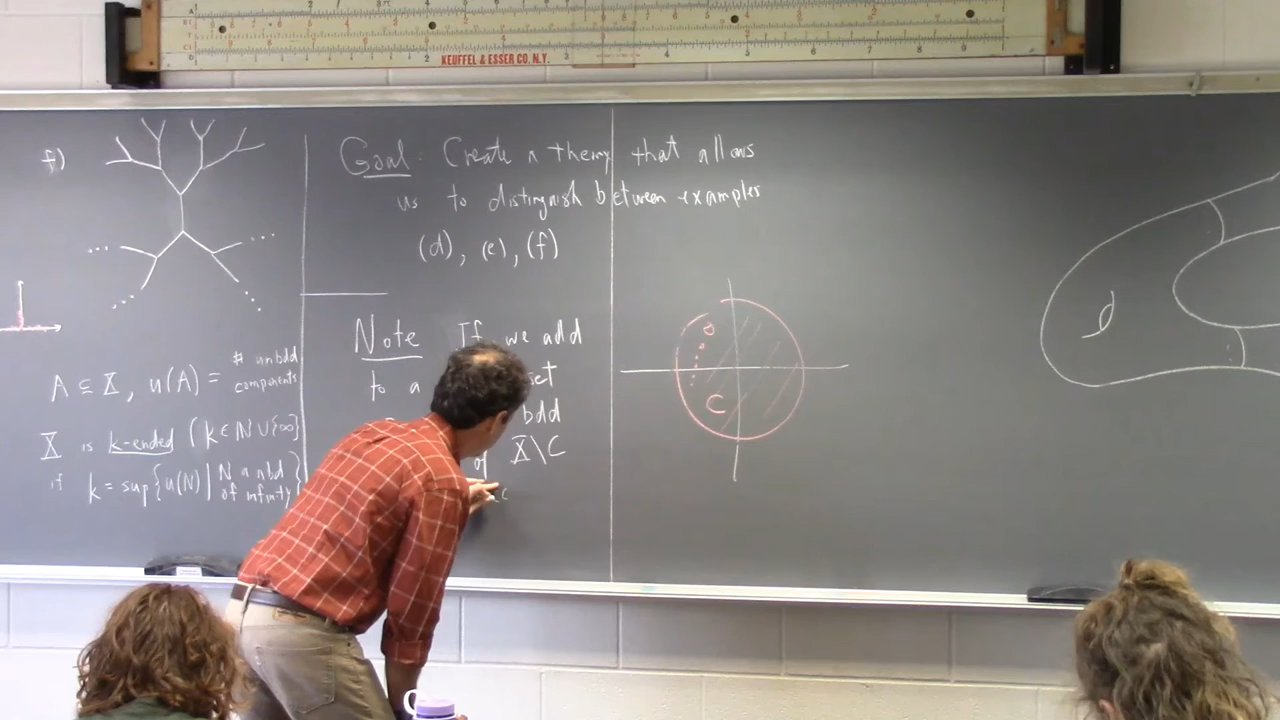 KEUFFEL & ESSER CO. N.Y.
f)
A ⊆ X, u(A) = # unbdd
components
X is k-ended (k ∈ N ∪ {∞}
if k = sup{u(N) | N a nbd
of infinity}
Goal: Create a theory that allows
us to distinguish between examples
(d), (e), (f)
Note If we add
to a set
bdd
of X\C
C
d